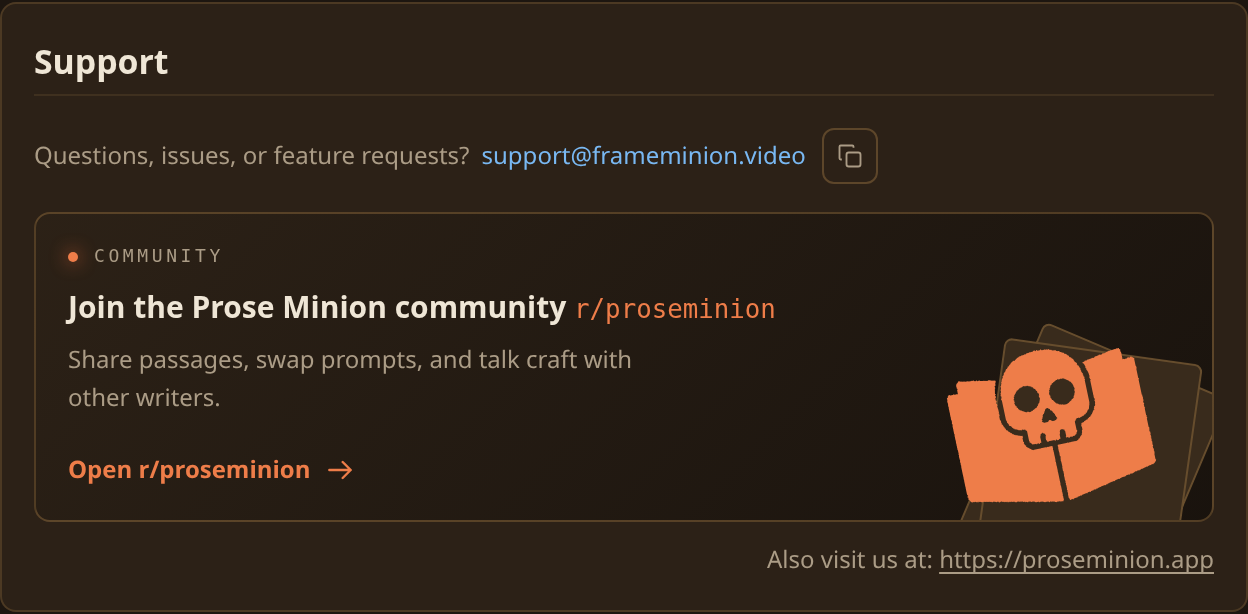 Support
Questions, issues, or feature requests? support@frameminion.video
COMMUNITY
Join the Prose Minion community r/proseminion
Share passages, swap prompts, and talk craft with
other writers.
Open r/proseminion →
Also visit us at: https://proseminion.app